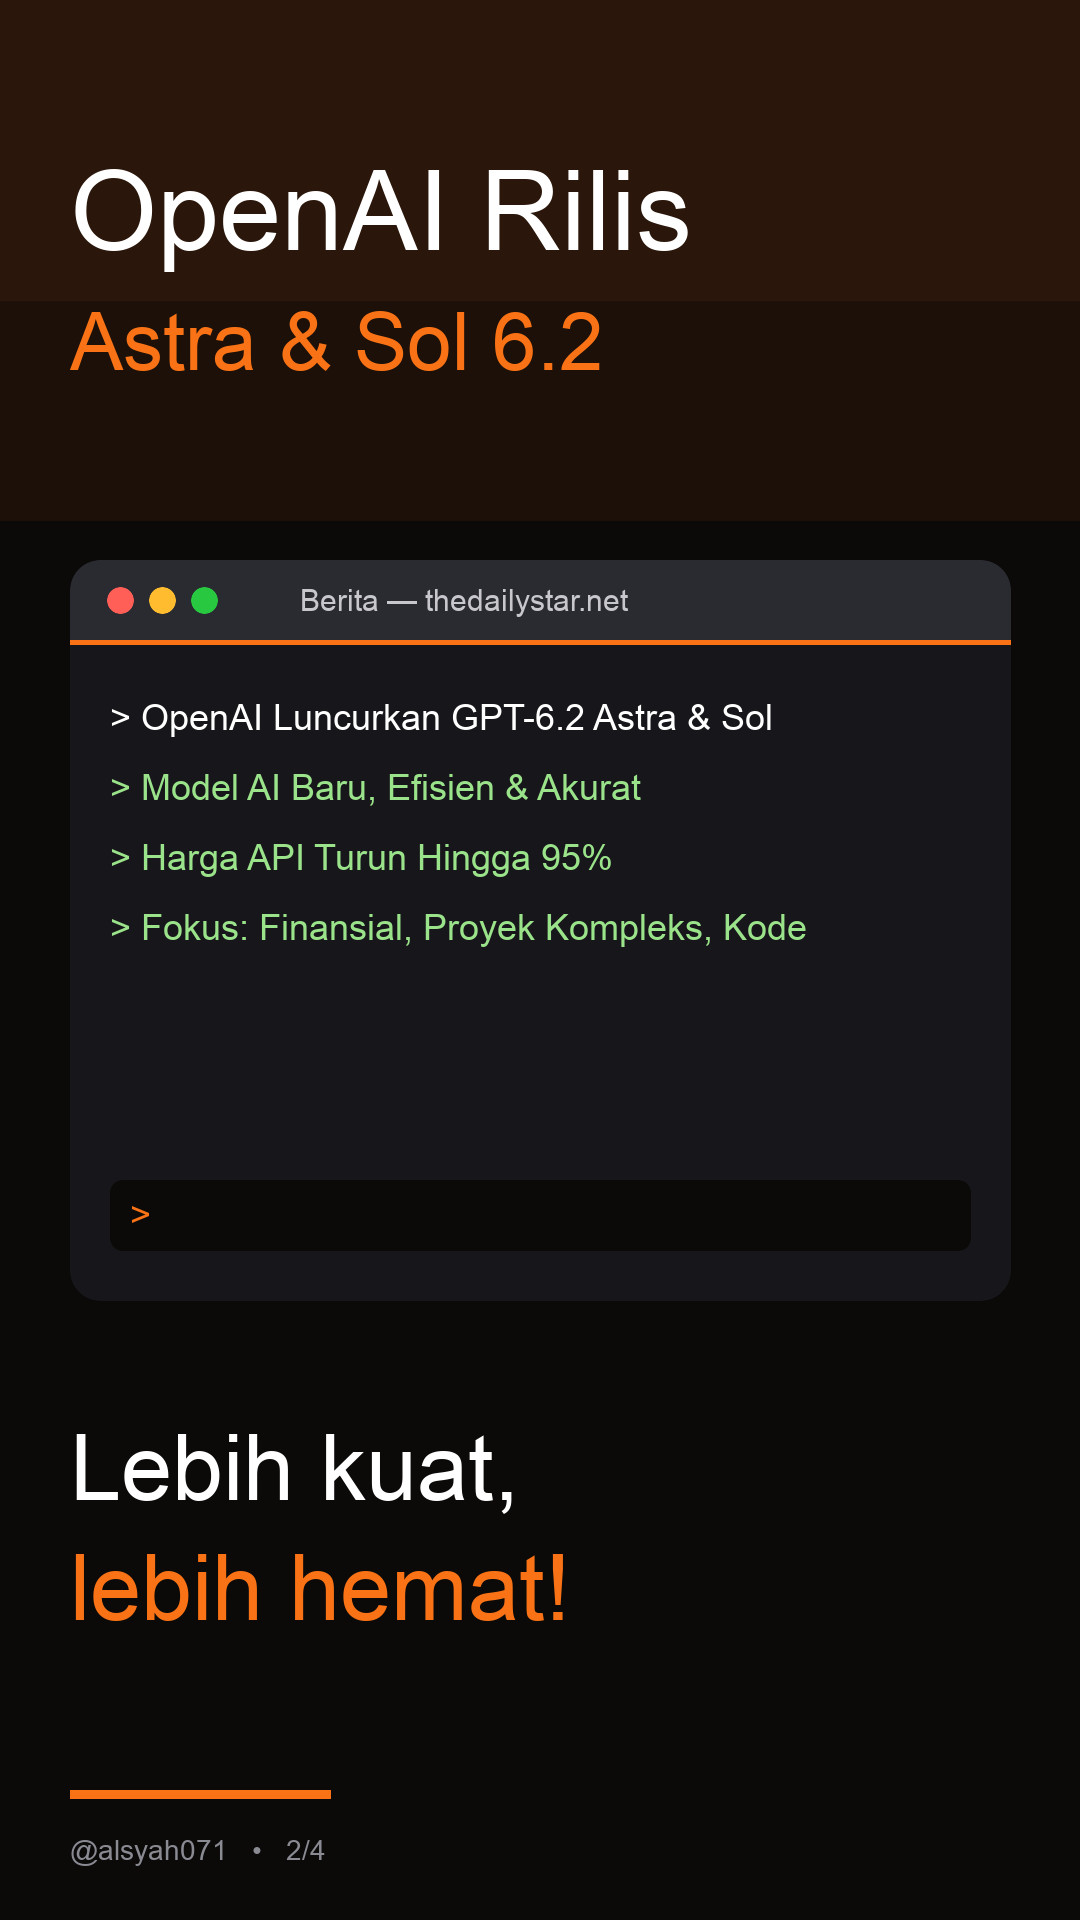 OpenAI Rilis
Astra & Sol 6.2
Berita — thedailystar.net
> OpenAI Luncurkan GPT-6.2 Astra & Sol
> Model AI Baru, Efisien & Akurat
> Harga API Turun Hingga 95%
> Fokus: Finansial, Proyek Kompleks, Kode
>
Lebih kuat,
lebih hemat!
@alsyah071 • 2/4